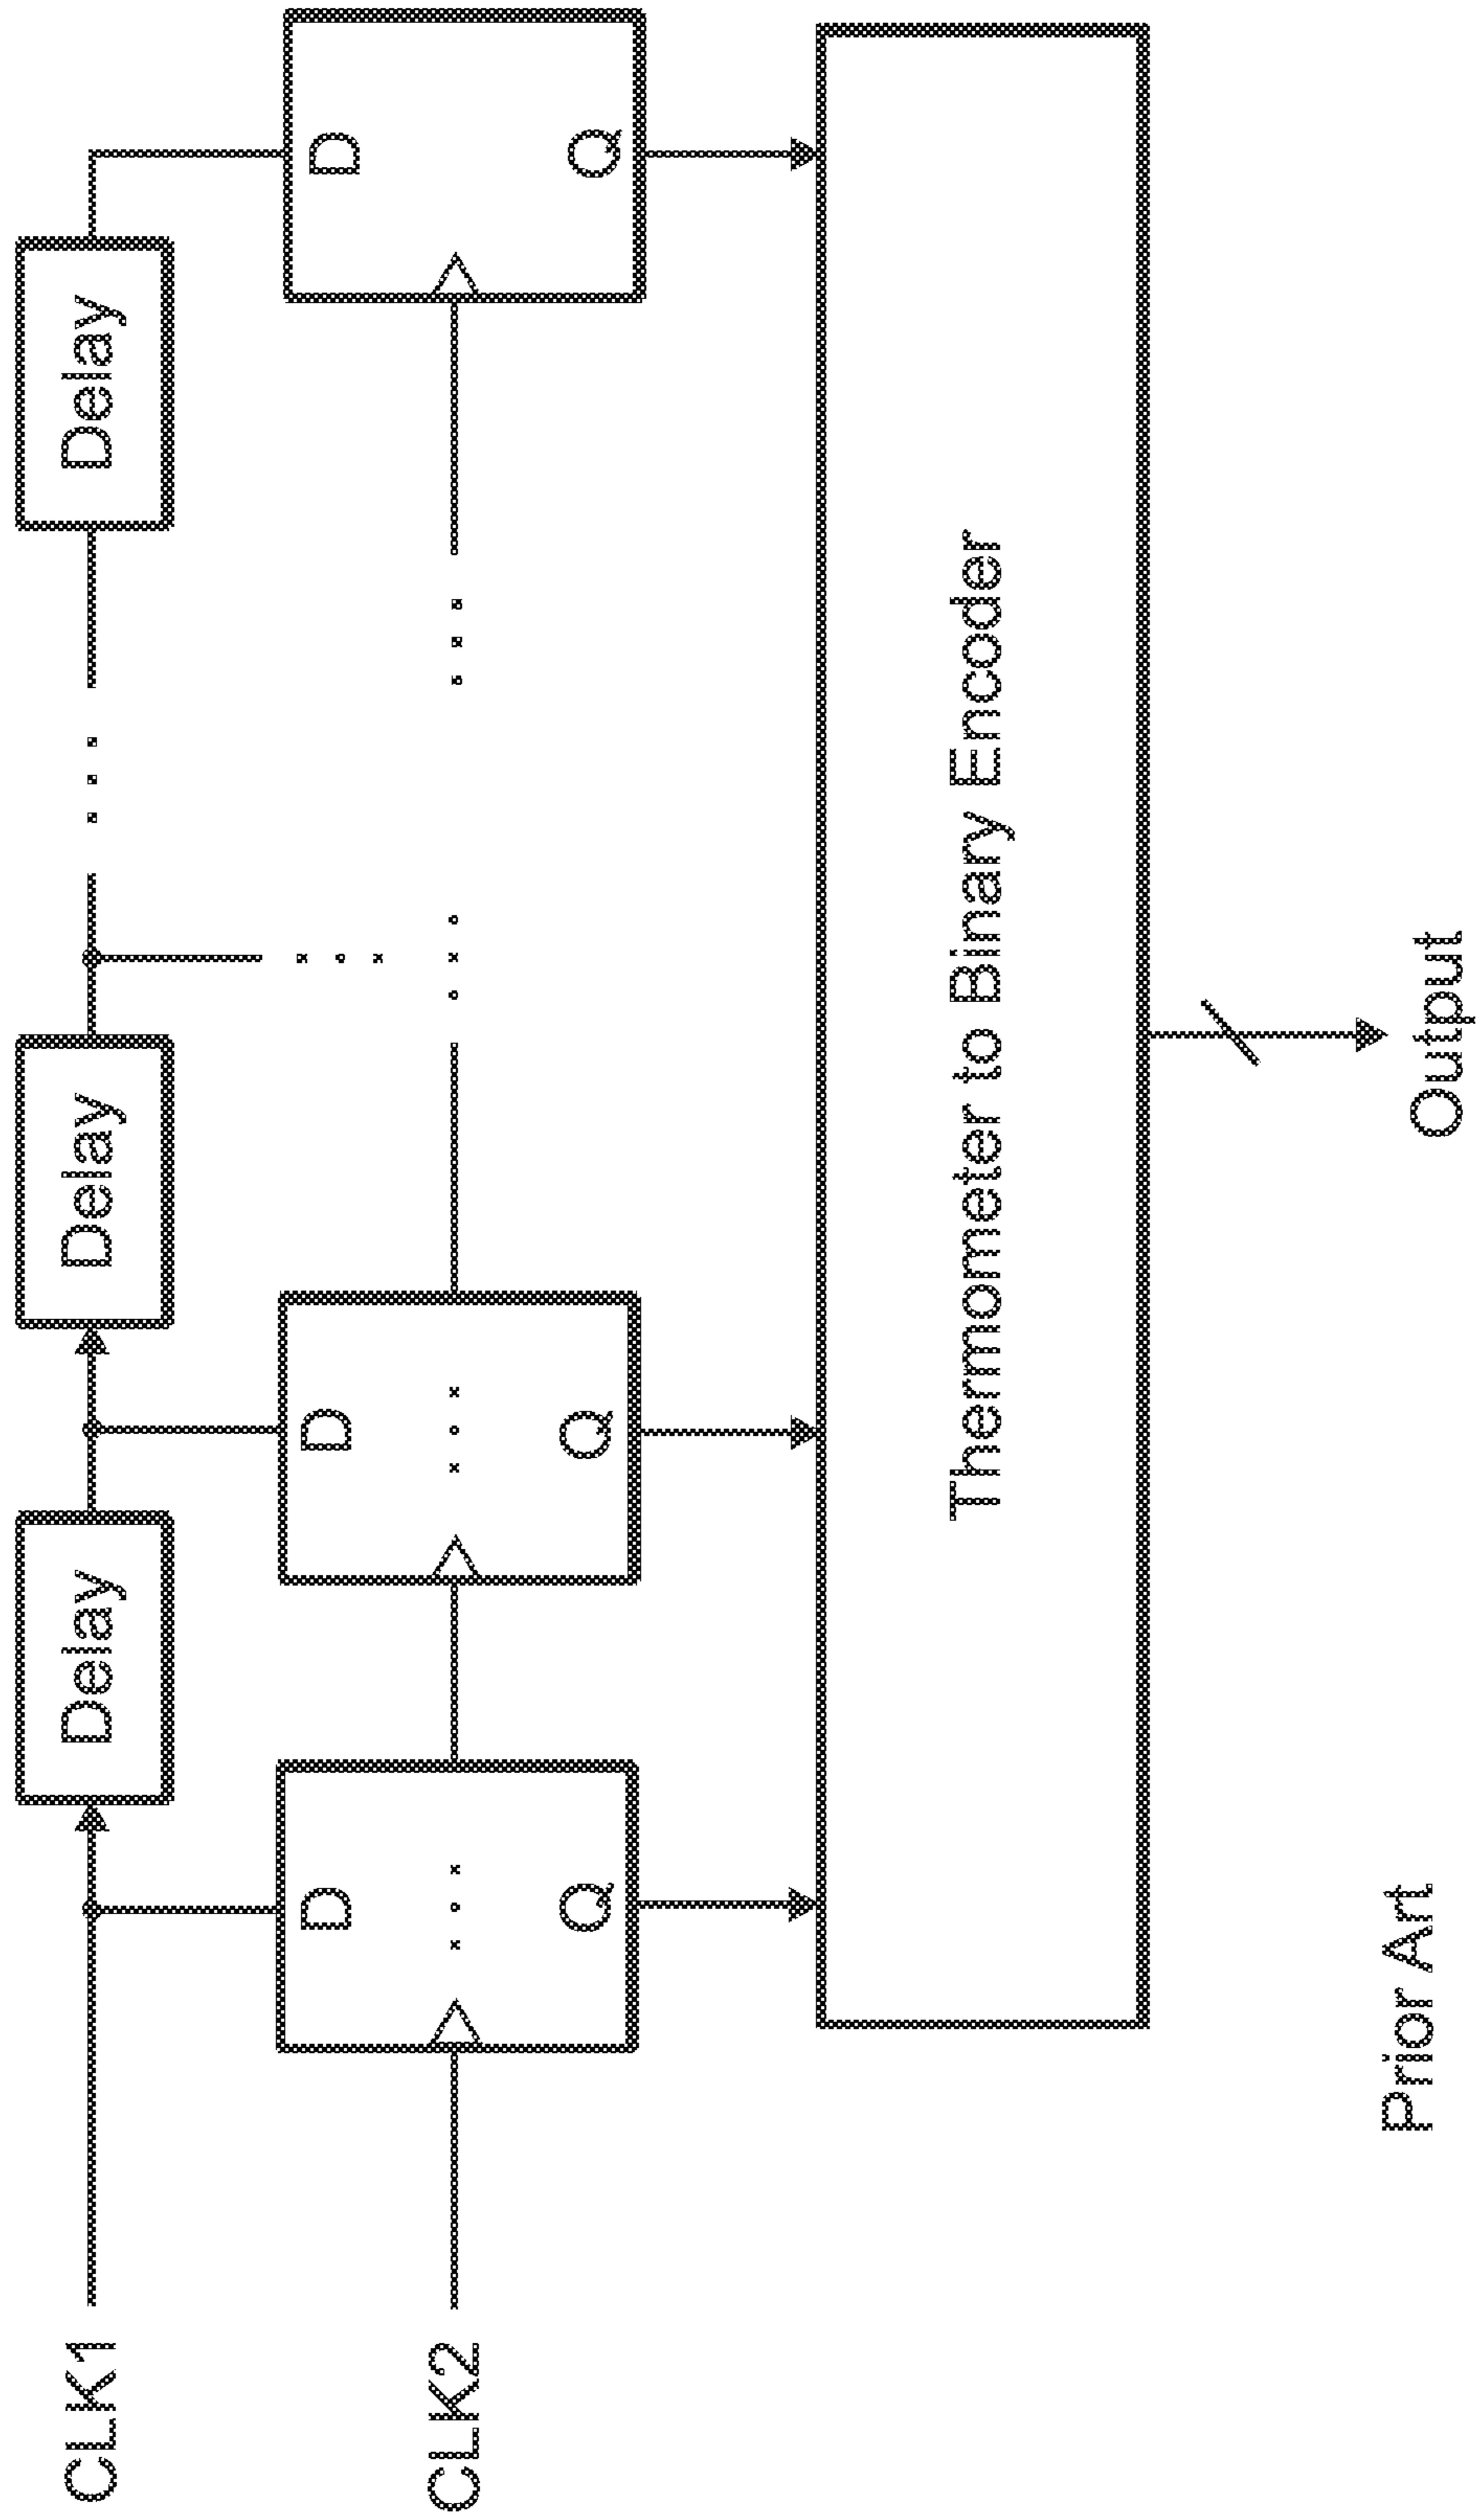 CLK1
Delay
Delay
Delay
CLK2
D
D
D
Q
Q
Q
Thermometer to Binary Encoder
Prior Art
Output